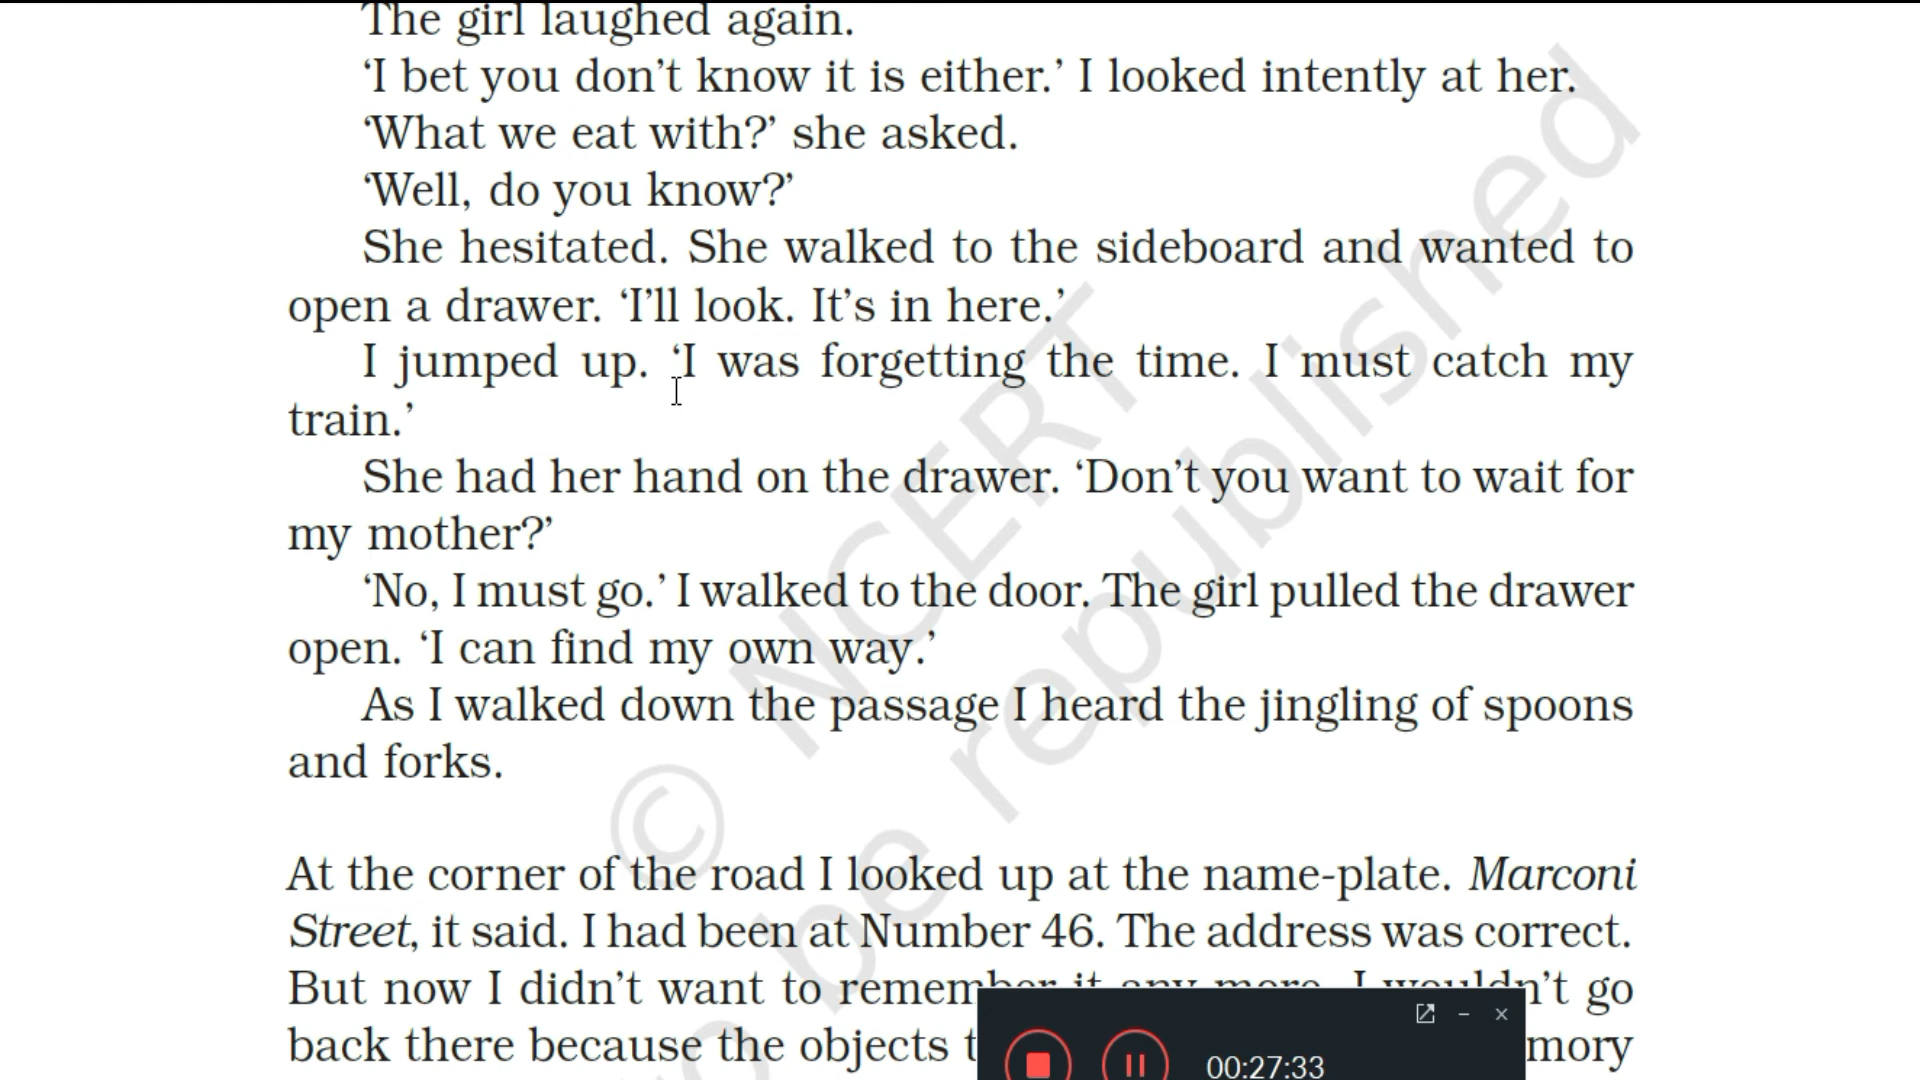 The girl laughed again.
‘I bet you don’t know it is either.’ I looked intently at her.
‘What we eat with?’ she asked.
‘Well, do you know?’
She hesitated. She walked to the sideboard and wanted to
open a drawer. ‘I’ll look. It’s in here.’
I jumped up. ‘I was forgetting the time. I must catch my
train.’
She had her hand on the drawer. ‘Don’t you want to wait for
my mother?’
‘No, I must go.’ I walked to the door. The girl pulled the drawer
open. ‘I can find my own way.’
As I walked down the passage I heard the jingling of spoons
and forks.
At the corner of the road I looked up at the name-plate. Marconi
Street, it said. I had been at Number 46. The address was correct.
But now I didn’t want to remember it any more. I wouldn’t go
back there because the objects
00:27:33
© NCERT
be republished